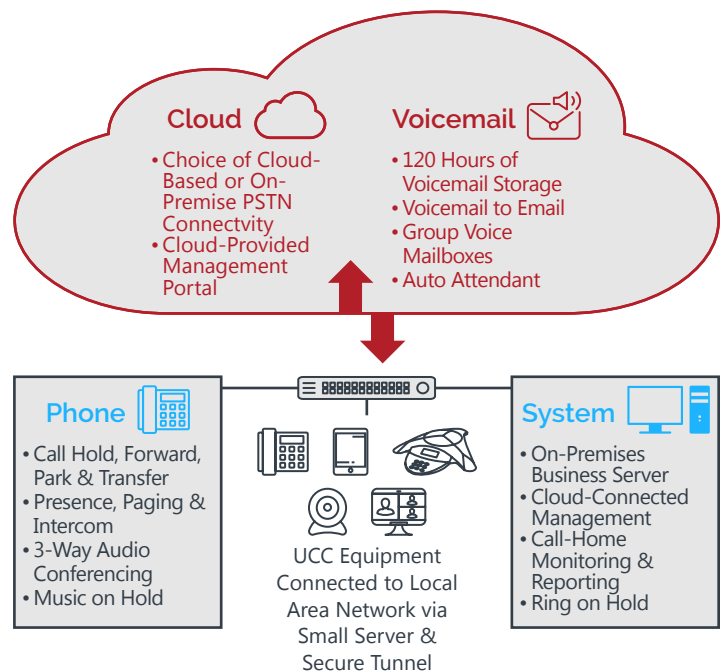 Cloud
• Choice of Cloud-
Based or On-
Premise PSTN
Connectvity
• Cloud-Provided
Management
Portal
Voicemail
• 120 Hours of
Voicemail Storage
• Voicemail to Email
• Group Voice
Mailboxes
• Auto Attendant
Phone
• Call Hold, Forward,
Park & Transfer
• Presence, Paging &
Intercom
• 3-Way Audio
Conferencing
• Music on Hold
UCC Equipment
Connected to Local
Area Network via
Small Server &
Secure Tunnel
System
• On-Premises
Business Server
• Cloud-Connected
Management
• Call-Home
Monitoring &
Reporting
• Ring on Hold